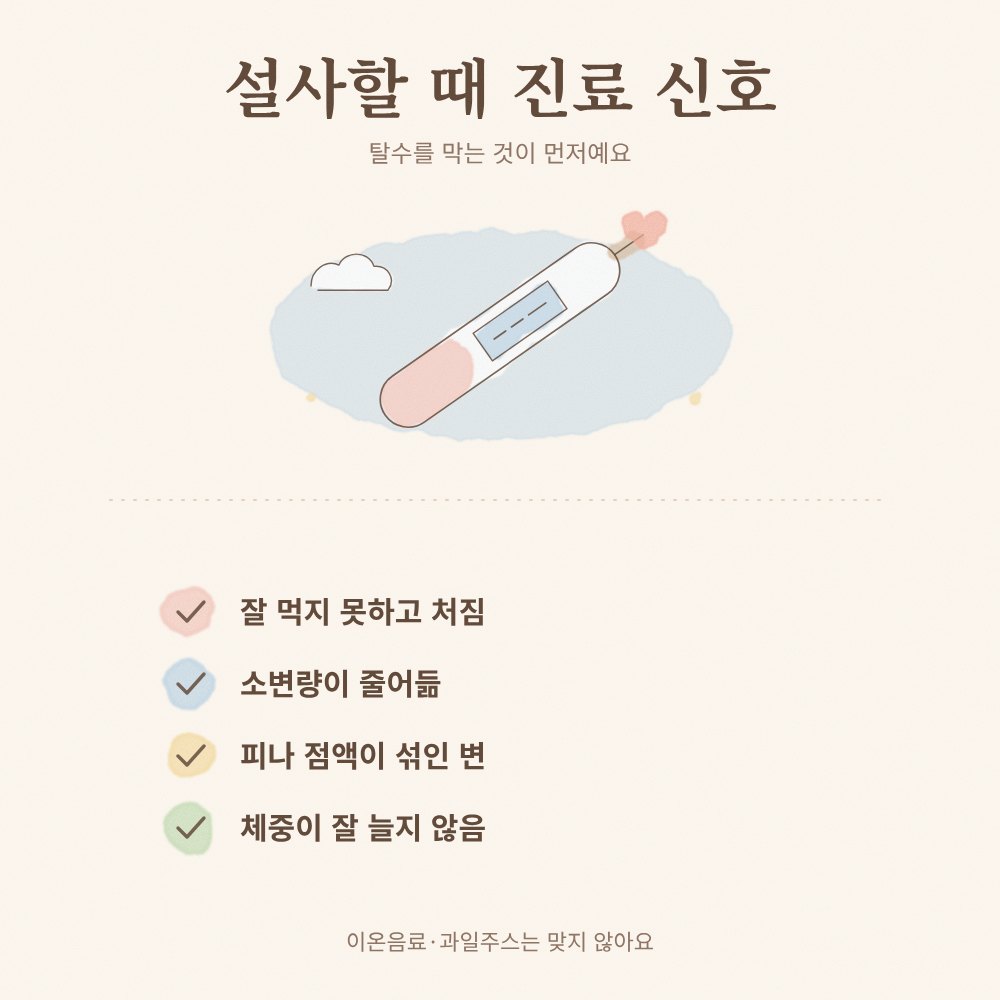 설사할 때 진료 신호
탈수를 막는 것이 먼저예요
잘 먹지 못하고 처짐
소변량이 줄어듦
피나 점액이 섞인 변
체중이 잘 늘지 않음
이온음료·과일주스는 맞지 않아요